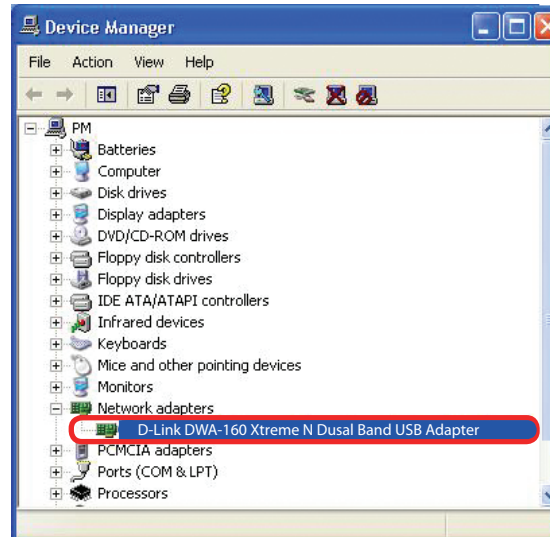 Device Manager
File Action View Help
PM
Batteries
Computer
Disk drives
Display adapters
DVD/CD-ROM drives
Floppy disk controllers
Floppy disk drives
IDE ATA/ATAPI controllers
Infrared devices
Keyboards
Mice and other pointing devices
Monitors
Network adapters
D-Link DWA-160 Xtreme N Dusal Band USB Adapter
PCMCIA adapters
Ports (COM & LPT)
Processors